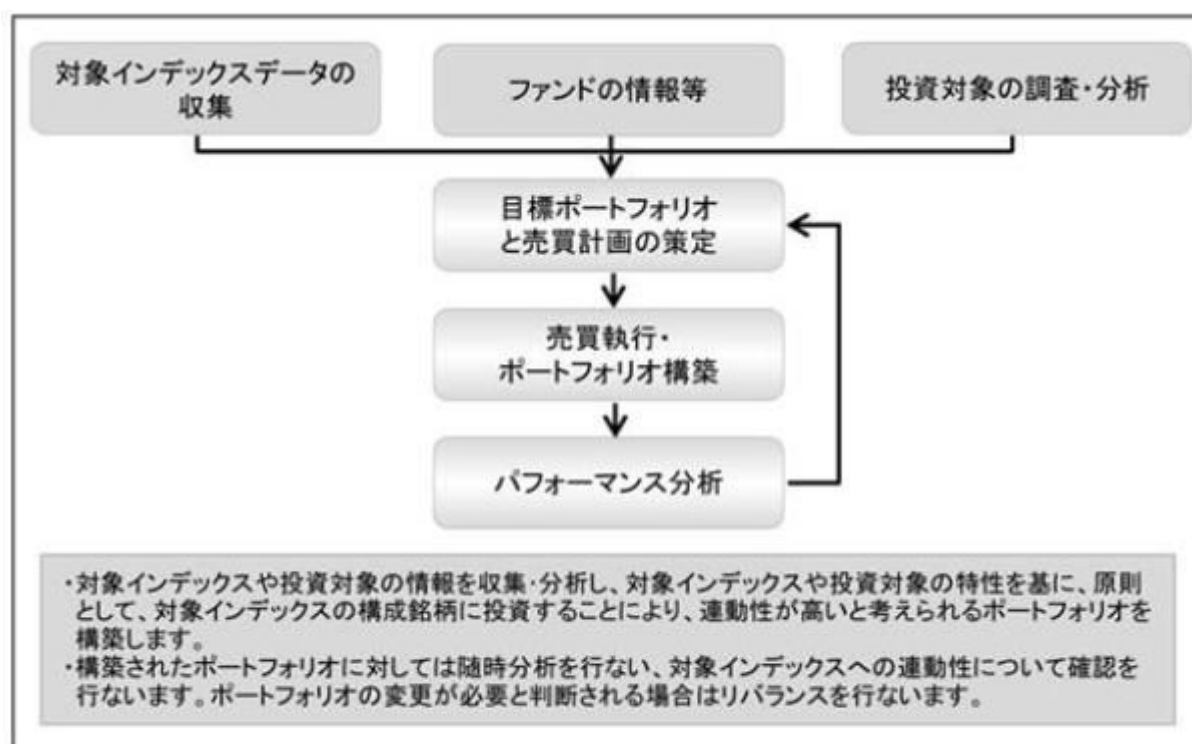 対象インデックスデータの
収集
ファンドの情報等
投資対象の調査・分析
目標ポートフォリオ
と売買計画の策定
売買執行・
ポートフォリオ構築
パフォーマンス分析
・対象インデックスや投資対象の情報を収集・分析し、対象インデックスや投資対象の特性を基に、原則
として、対象インデックスの構成銘柄に投資することにより、連動性が高いと考えられるポートフォリオを
構築します。
・構築されたポートフォリオに対しては随時分析を行ない、対象インデックスへの連動性について確認を
行ないます。ポートフォリオの変更が必要と判断される場合はリバランスを行ないます。